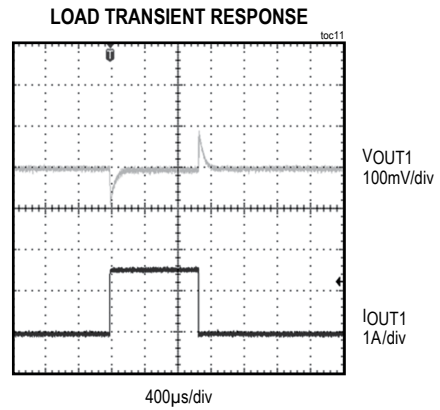 LOAD TRANSIENT RESPONSE
toc11
T
VOUT1
100mV/div
IOUT1
1A/div
400µs/div